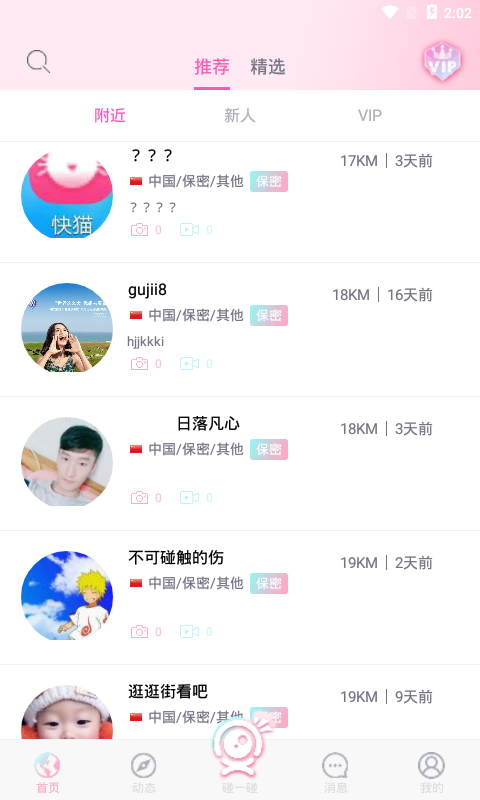 2:02
推荐 精选
VIP
附近 新人 VIP
？？？ 17KM 3天前
中国/保密/其他 保密
？？？？
0 0
快猫
gujii8 18KM 16天前
中国/保密/其他 保密
hjjkkki
0 0
日落凡心 18KM 3天前
中国/保密/其他 保密
0 0
不可碰触的伤 19KM 2天前
中国/保密/其他 保密
0 0
逛逛街看吧 19KM 9天前
中国/保密/其他 保密
首页 动态 碰一碰 消息 我的